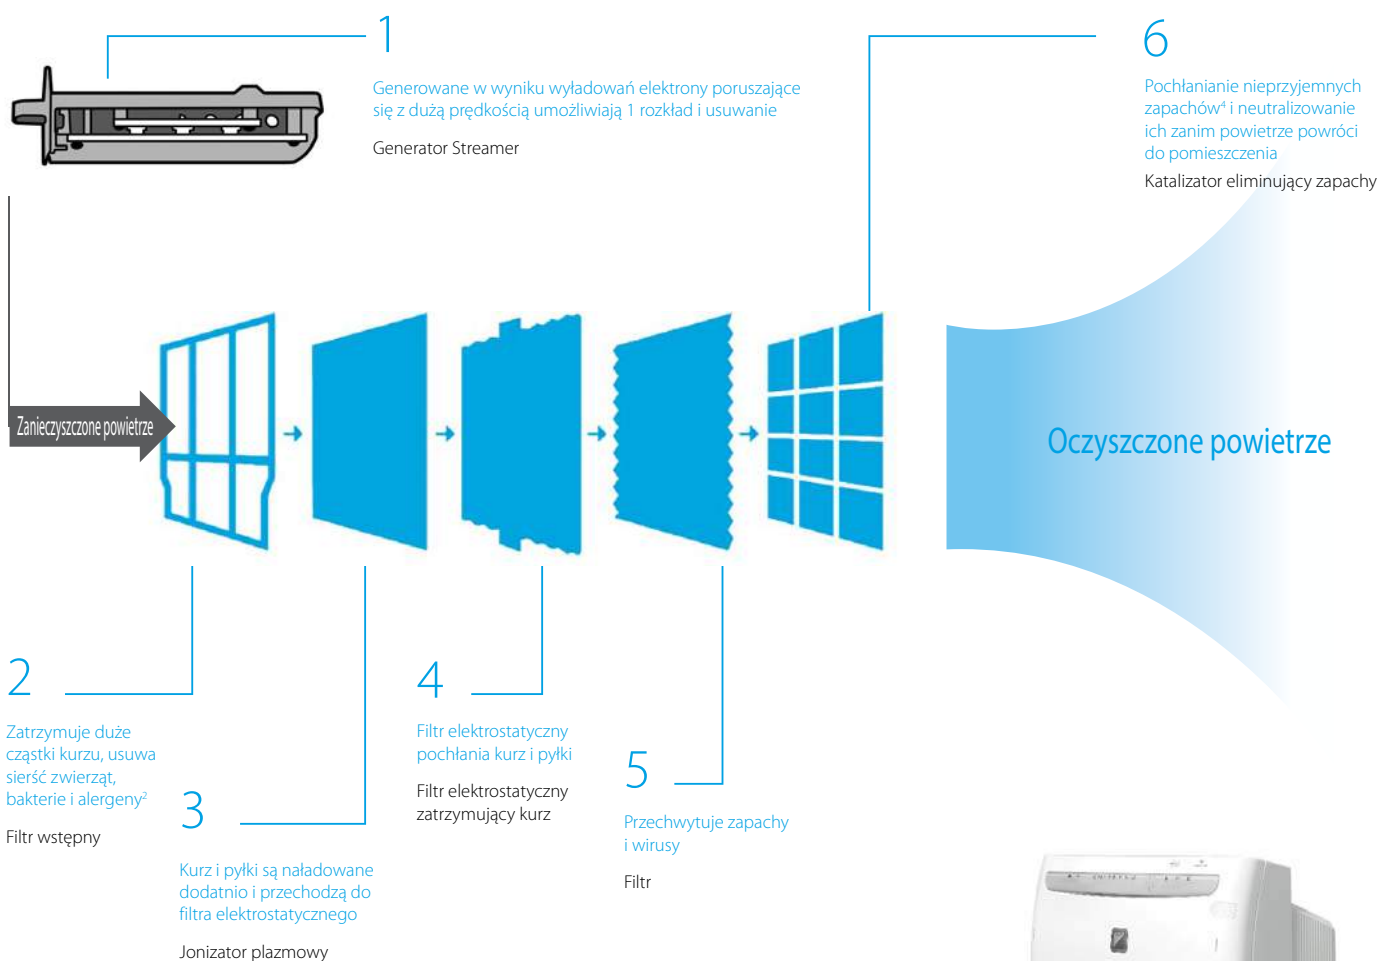 1
Generowane w wyniku wyładowań elektrony poruszające
się z dużą prędkością umożliwiają 1 rozkład i usuwanie
Generator Streamer
6
Pochłanianie nieprzyjemnych
zapachów⁴ i neutralizowanie
ich zanim powietrze powróci
do pomieszczenia
Katalizator eliminujący zapachy
Zanieczyszczone powietrze
Oczyszczone powietrze
2
Zatrzymuje duże
cząstki kurzu, usuwa
sierść zwierząt,
bakterie i alergeny²
Filtr wstępny
3
Kurz i pyłki są naładowane
dodatnio i przechodzą do
filtra elektrostatycznego
Jonizator plazmowy
4
Filtr elektrostatyczny
pochłania kurz i pyłki
Filtr elektrostatyczny
zatrzymujący kurz
5
Przechwytuje zapachy
i wirusy
Filtr